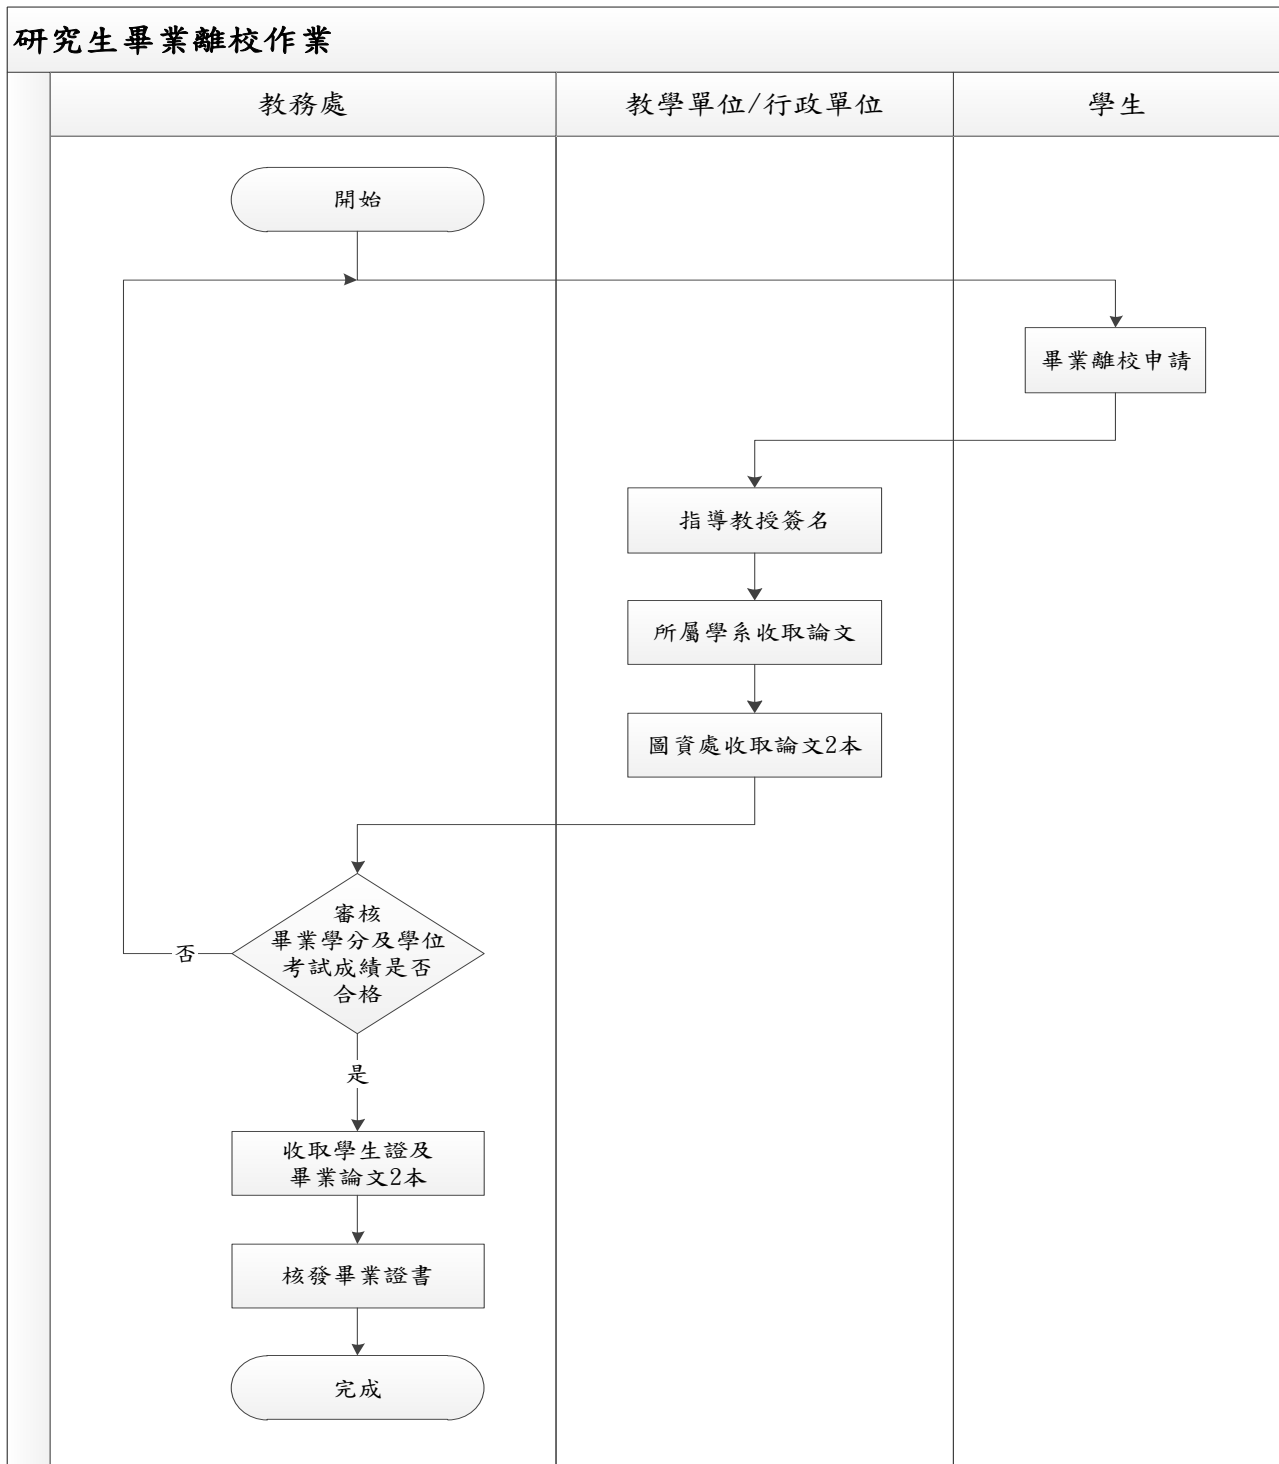 研究生畢業離校作業
教務處
教學單位/行政單位
學生
開始
畢業離校申請
指導教授簽名
所屬學系收取論文
圖資處收取論文2本
審核
畢業學分及學位
考試成績是否
合格
否
是
收取學生證及
畢業論文2本
核發畢業證書
完成